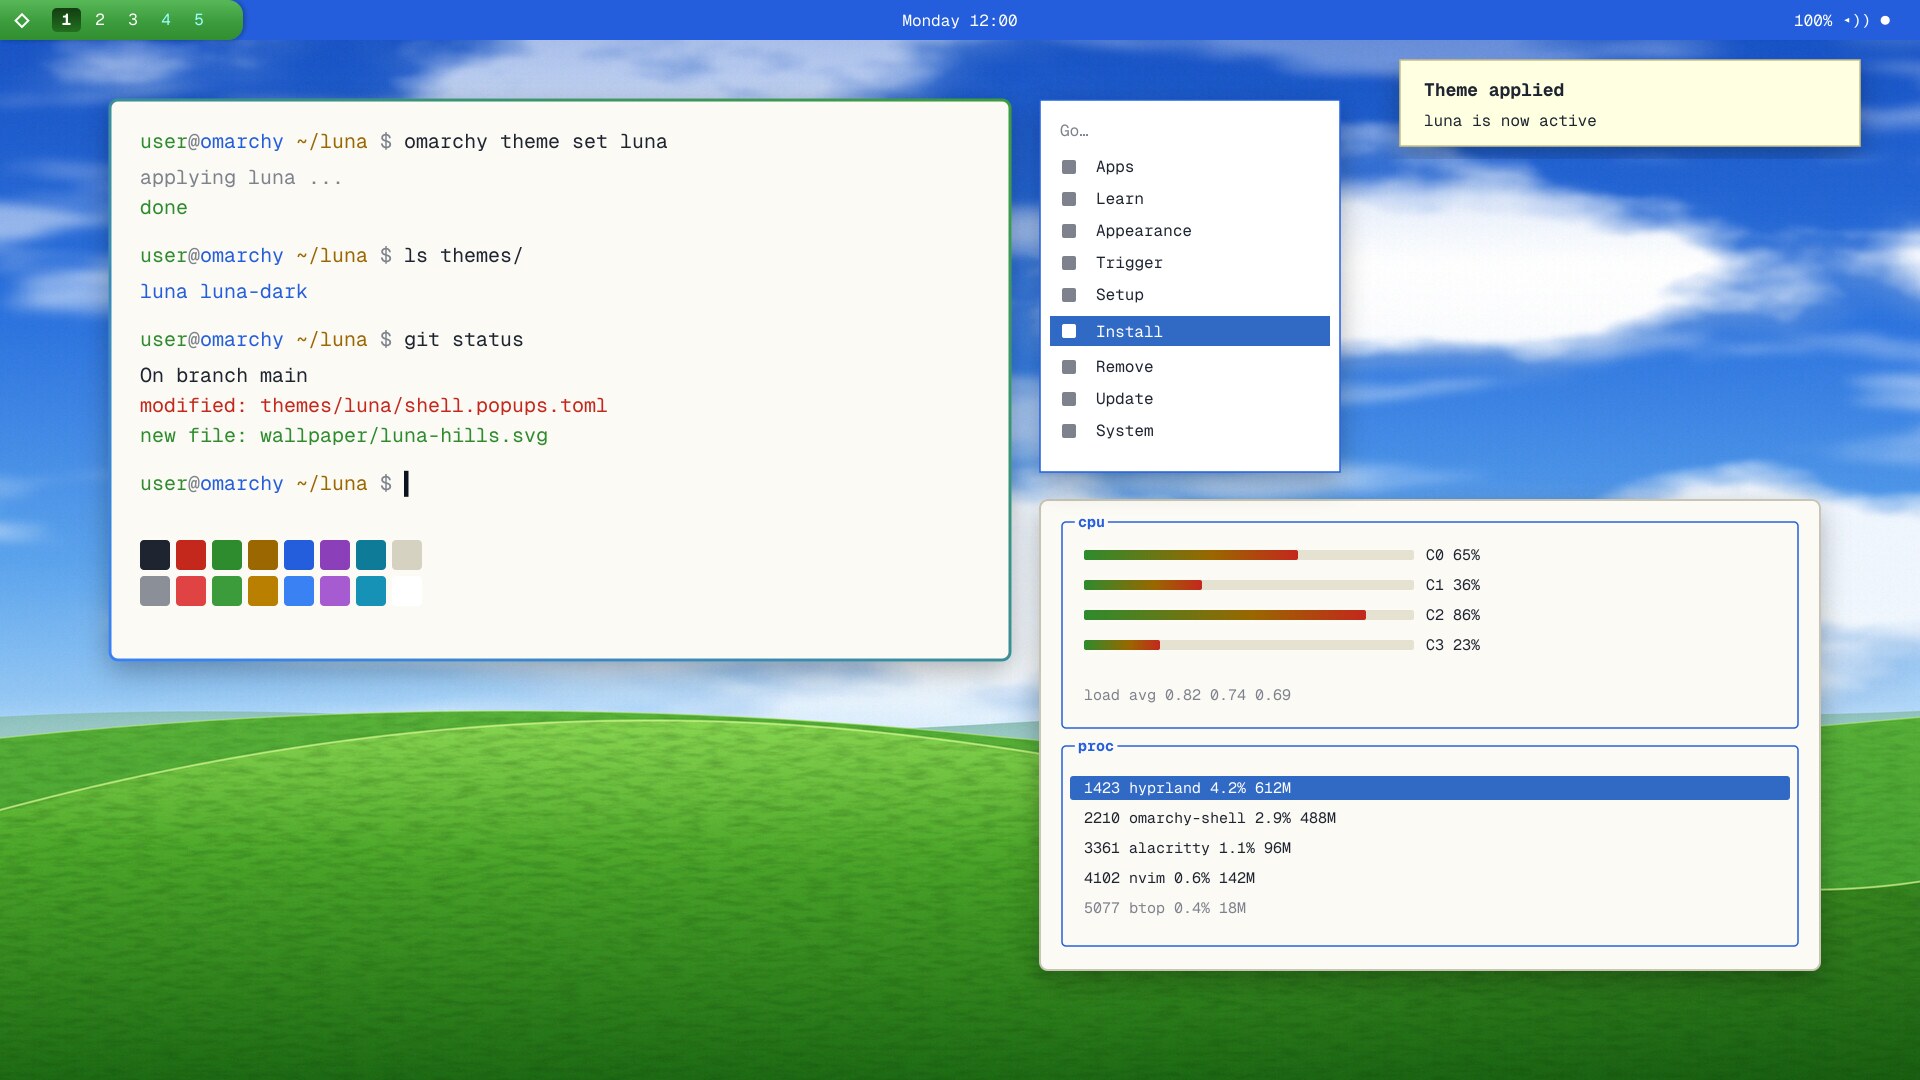 1 2 3 4 5
Monday 12:00
100%
user@omarchy ~/luna $ omarchy theme set luna
applying luna ...
done
user@omarchy ~/luna $ ls themes/
luna luna-dark
user@omarchy ~/luna $ git status
On branch main
modified: themes/luna/shell.popups.toml
new file: wallpaper/luna-hills.svg
user@omarchy ~/luna $
Go…
Apps
Learn
Appearance
Trigger
Setup
Install
Remove
Update
System
Theme applied
luna is now active
cpu
C0 65%
C1 36%
C2 86%
C3 23%
load avg 0.82 0.74 0.69
proc
1423 hyprland 4.2% 612M
2210 omarchy-shell 2.9% 488M
3361 alacritty 1.1% 96M
4102 nvim 0.6% 142M
5077 btop 0.4% 18M